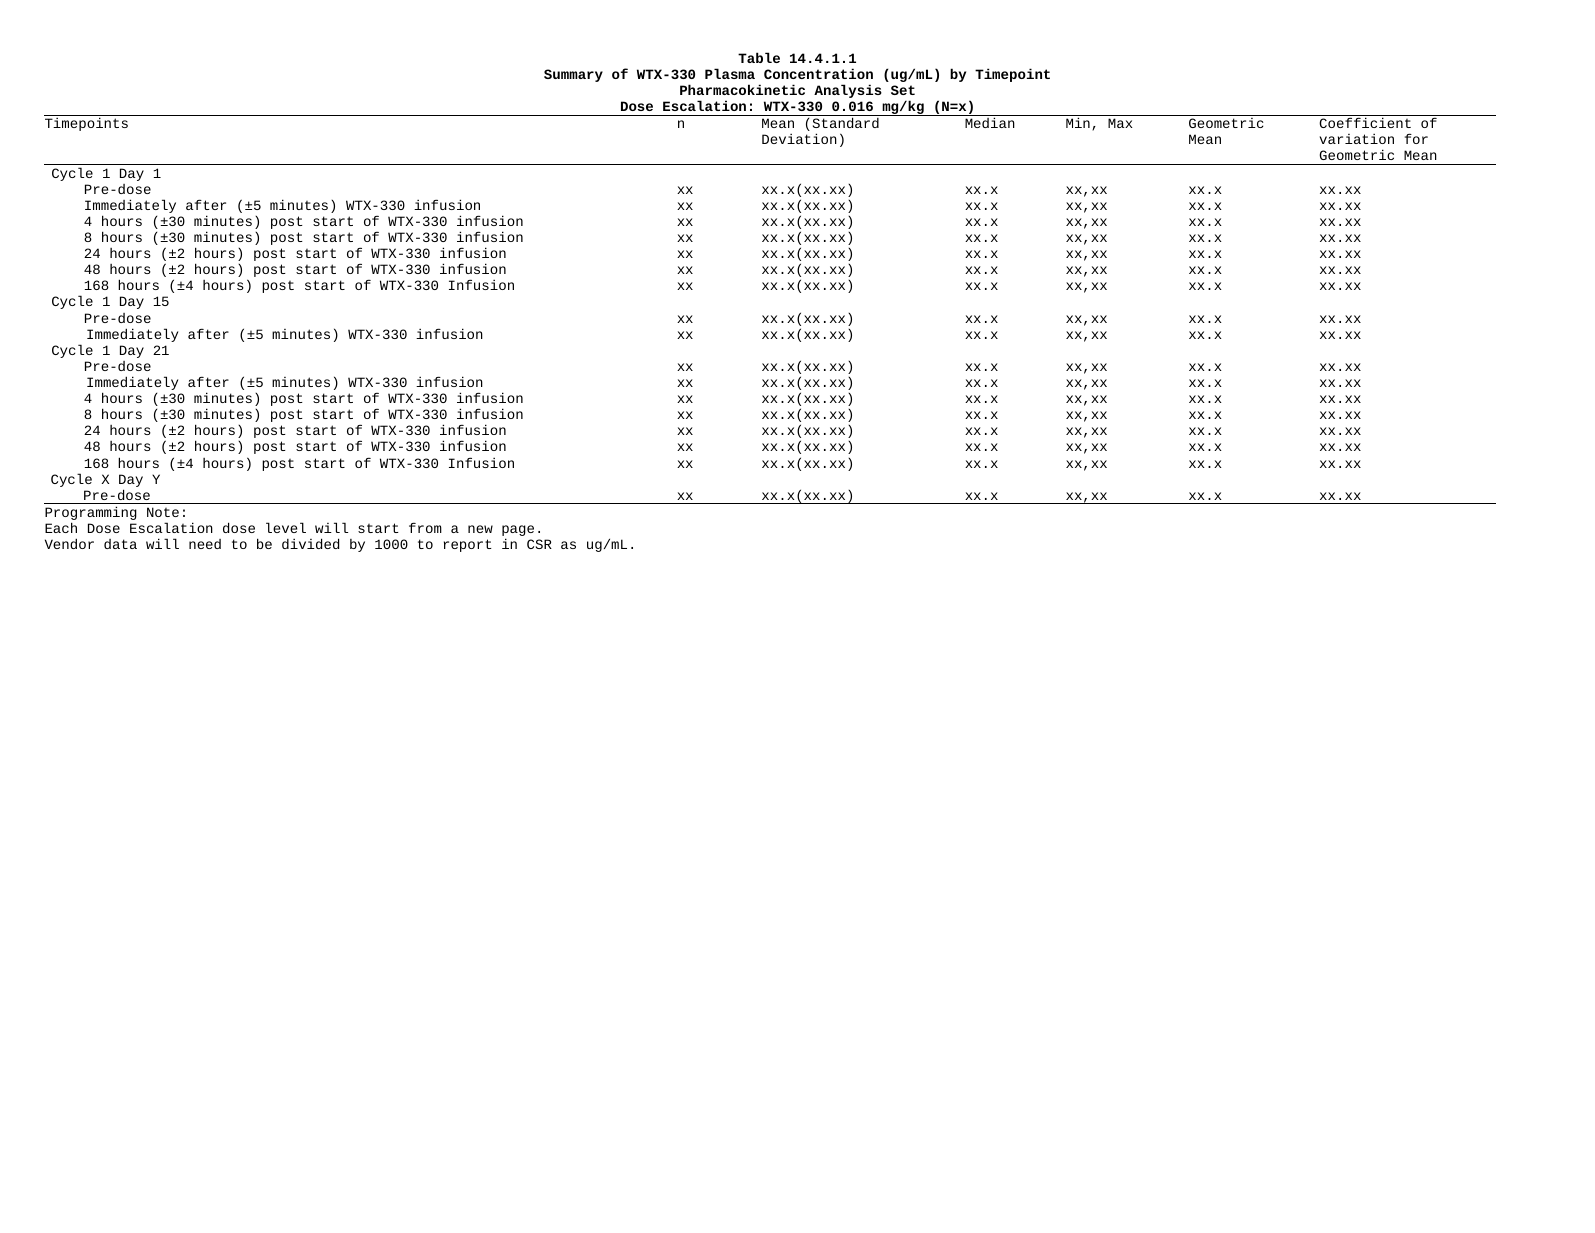 Table 14.4.1.1
Summary of WTX-330 Plasma Concentration (ug/mL) by Timepoint
Pharmacokinetic Analysis Set
Dose Escalation: WTX-330 0.016 mg/kg (N=x)
Timepoints n Mean (Standard Median Min, Max Geometric Coefficient of
Deviation) Mean variation for
Geometric Mean
Cycle 1 Day 1
Pre-dose xx xx.x(xx.xx) xx.x xx,xx xx.x xx.xx
Immediately after (±5 minutes) WTX-330 infusion xx xx.x(xx.xx) xx.x xx,xx xx.x xx.xx
4 hours (±30 minutes) post start of WTX-330 infusion xx xx.x(xx.xx) xx.x xx,xx xx.x xx.xx
8 hours (±30 minutes) post start of WTX-330 infusion xx xx.x(xx.xx) xx.x xx,xx xx.x xx.xx
24 hours (±2 hours) post start of WTX-330 infusion xx xx.x(xx.xx) xx.x xx,xx xx.x xx.xx
48 hours (±2 hours) post start of WTX-330 infusion xx xx.x(xx.xx) xx.x xx,xx xx.x xx.xx
168 hours (±4 hours) post start of WTX-330 Infusion xx xx.x(xx.xx) xx.x xx,xx xx.x xx.xx
Cycle 1 Day 15
Pre-dose xx xx.x(xx.xx) xx.x xx,xx xx.x xx.xx
Immediately after (±5 minutes) WTX-330 infusion xx xx.x(xx.xx) xx.x xx,xx xx.x xx.xx
Cycle 1 Day 21
Pre-dose xx xx.x(xx.xx) xx.x xx,xx xx.x xx.xx
Immediately after (±5 minutes) WTX-330 infusion xx xx.x(xx.xx) xx.x xx,xx xx.x xx.xx
4 hours (±30 minutes) post start of WTX-330 infusion xx xx.x(xx.xx) xx.x xx,xx xx.x xx.xx
8 hours (±30 minutes) post start of WTX-330 infusion xx xx.x(xx.xx) xx.x xx,xx xx.x xx.xx
24 hours (±2 hours) post start of WTX-330 infusion xx xx.x(xx.xx) xx.x xx,xx xx.x xx.xx
48 hours (±2 hours) post start of WTX-330 infusion xx xx.x(xx.xx) xx.x xx,xx xx.x xx.xx
168 hours (±4 hours) post start of WTX-330 Infusion xx xx.x(xx.xx) xx.x xx,xx xx.x xx.xx
Cycle X Day Y
Pre-dose xx xx.x(xx.xx) xx.x xx,xx xx.x xx.xx
Programming Note:
Each Dose Escalation dose level will start from a new page.
Vendor data will need to be divided by 1000 to report in CSR as ug/mL.